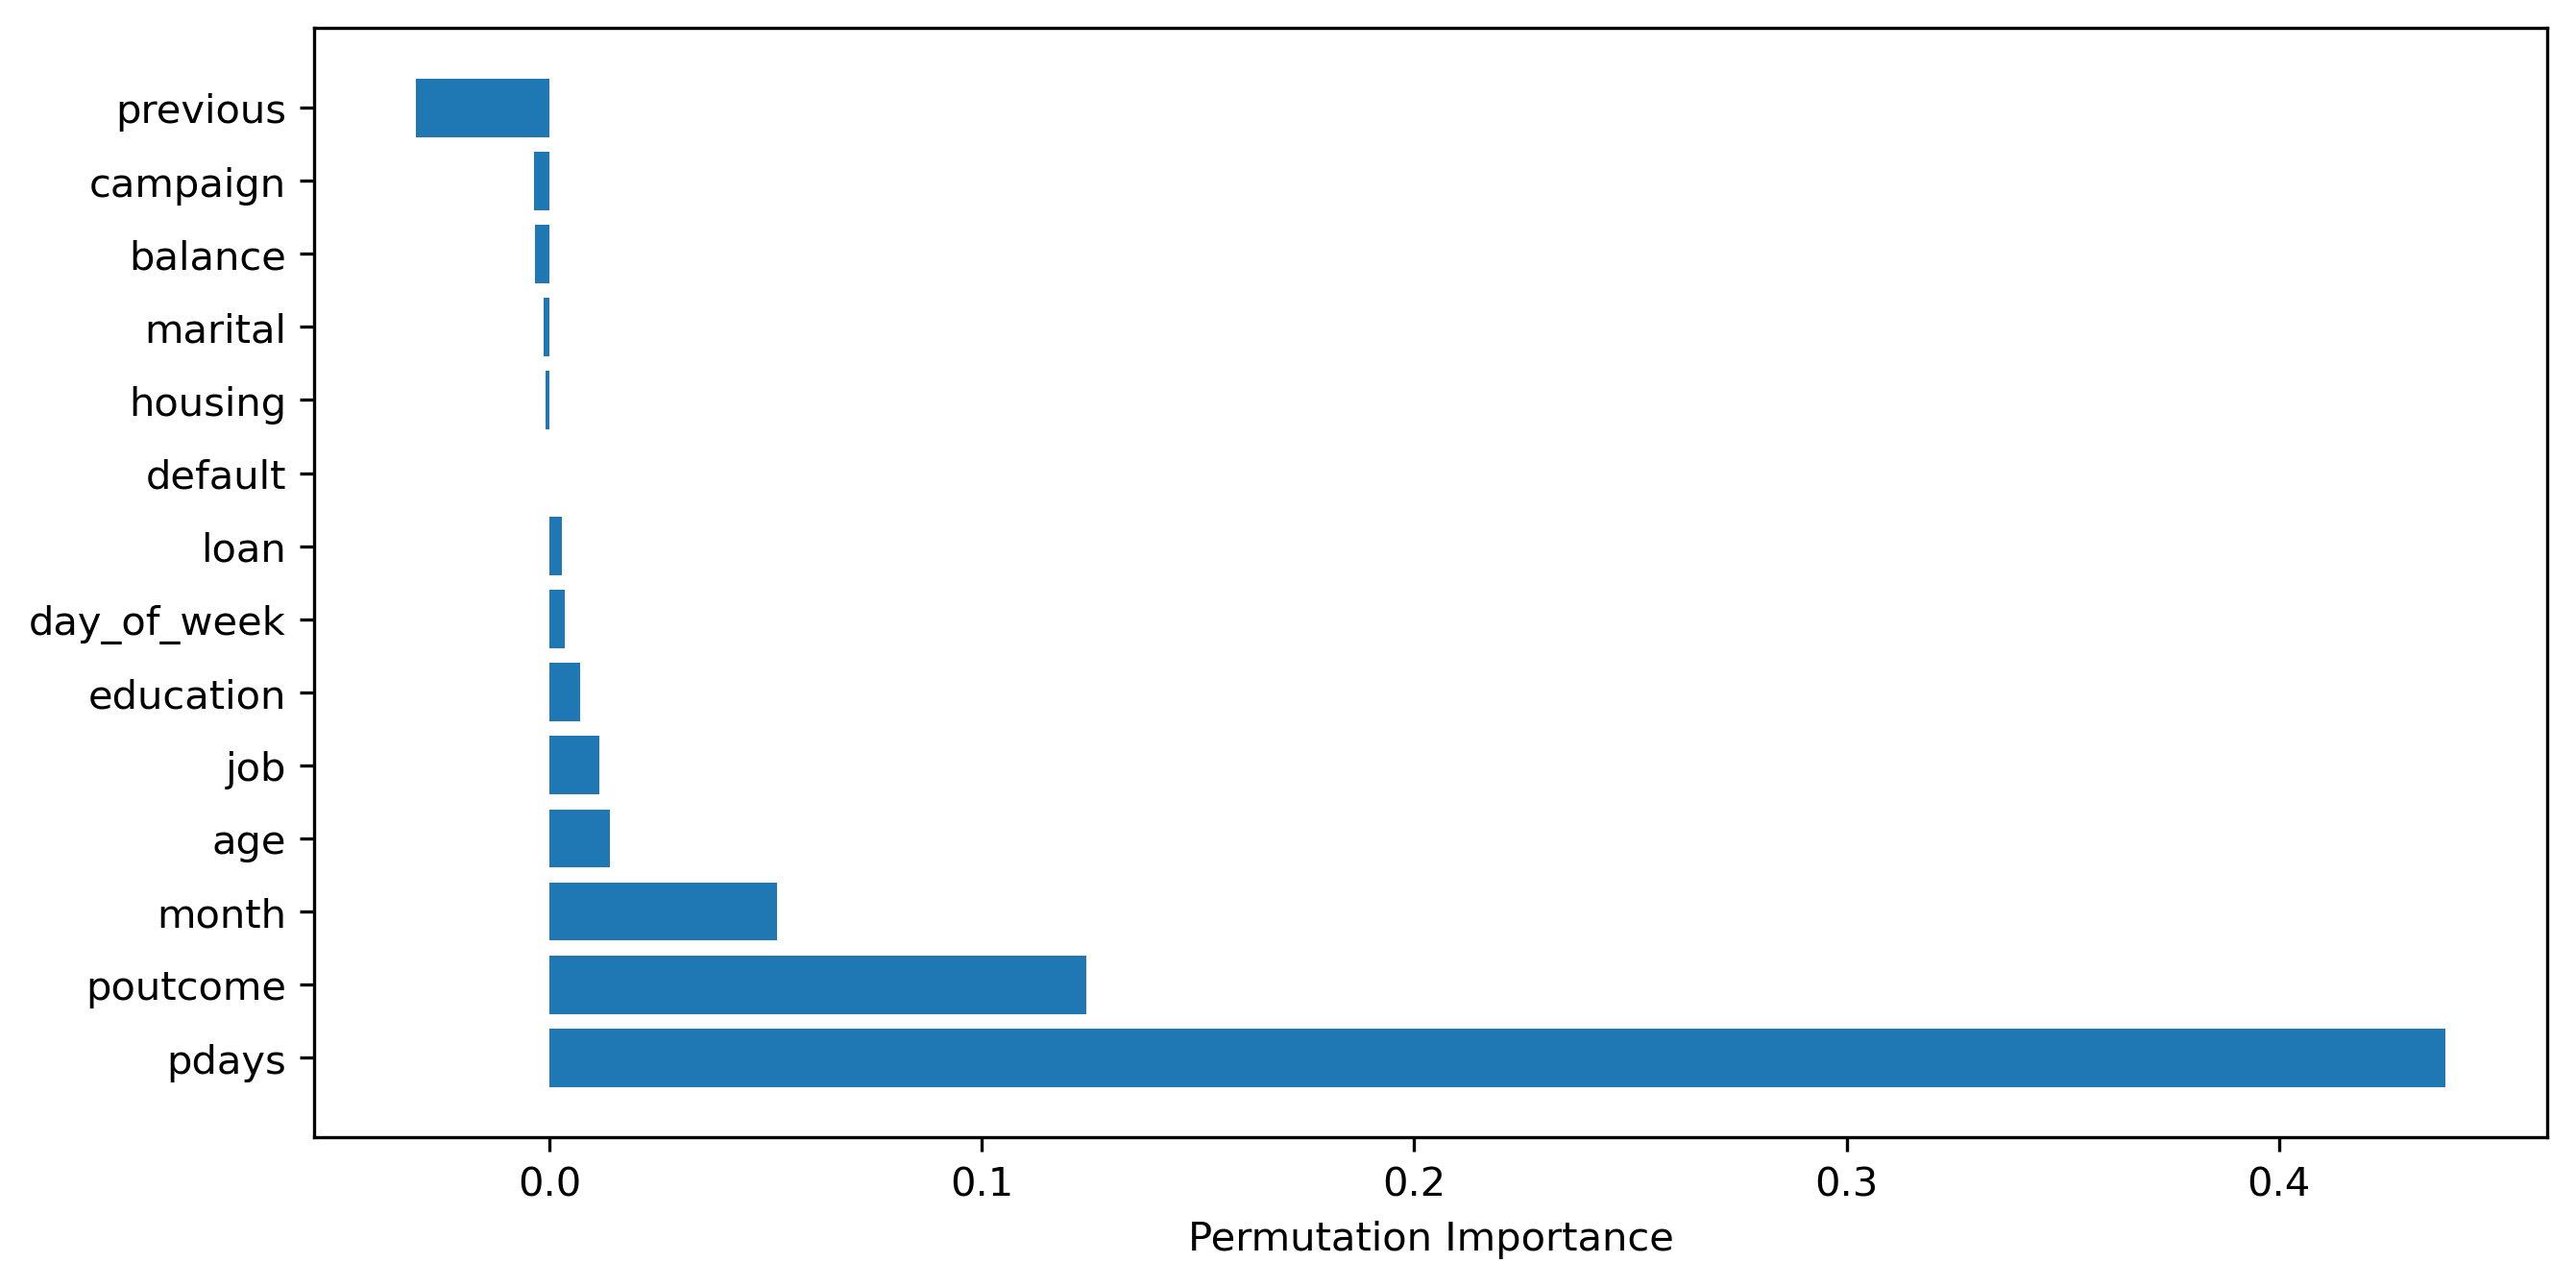 previous
campaign
balance
marital
housing
default
loan
day_of_week
education
job
age
month
poutcome
pdays
0.0 0.1 0.2 0.3 0.4
Permutation Importance